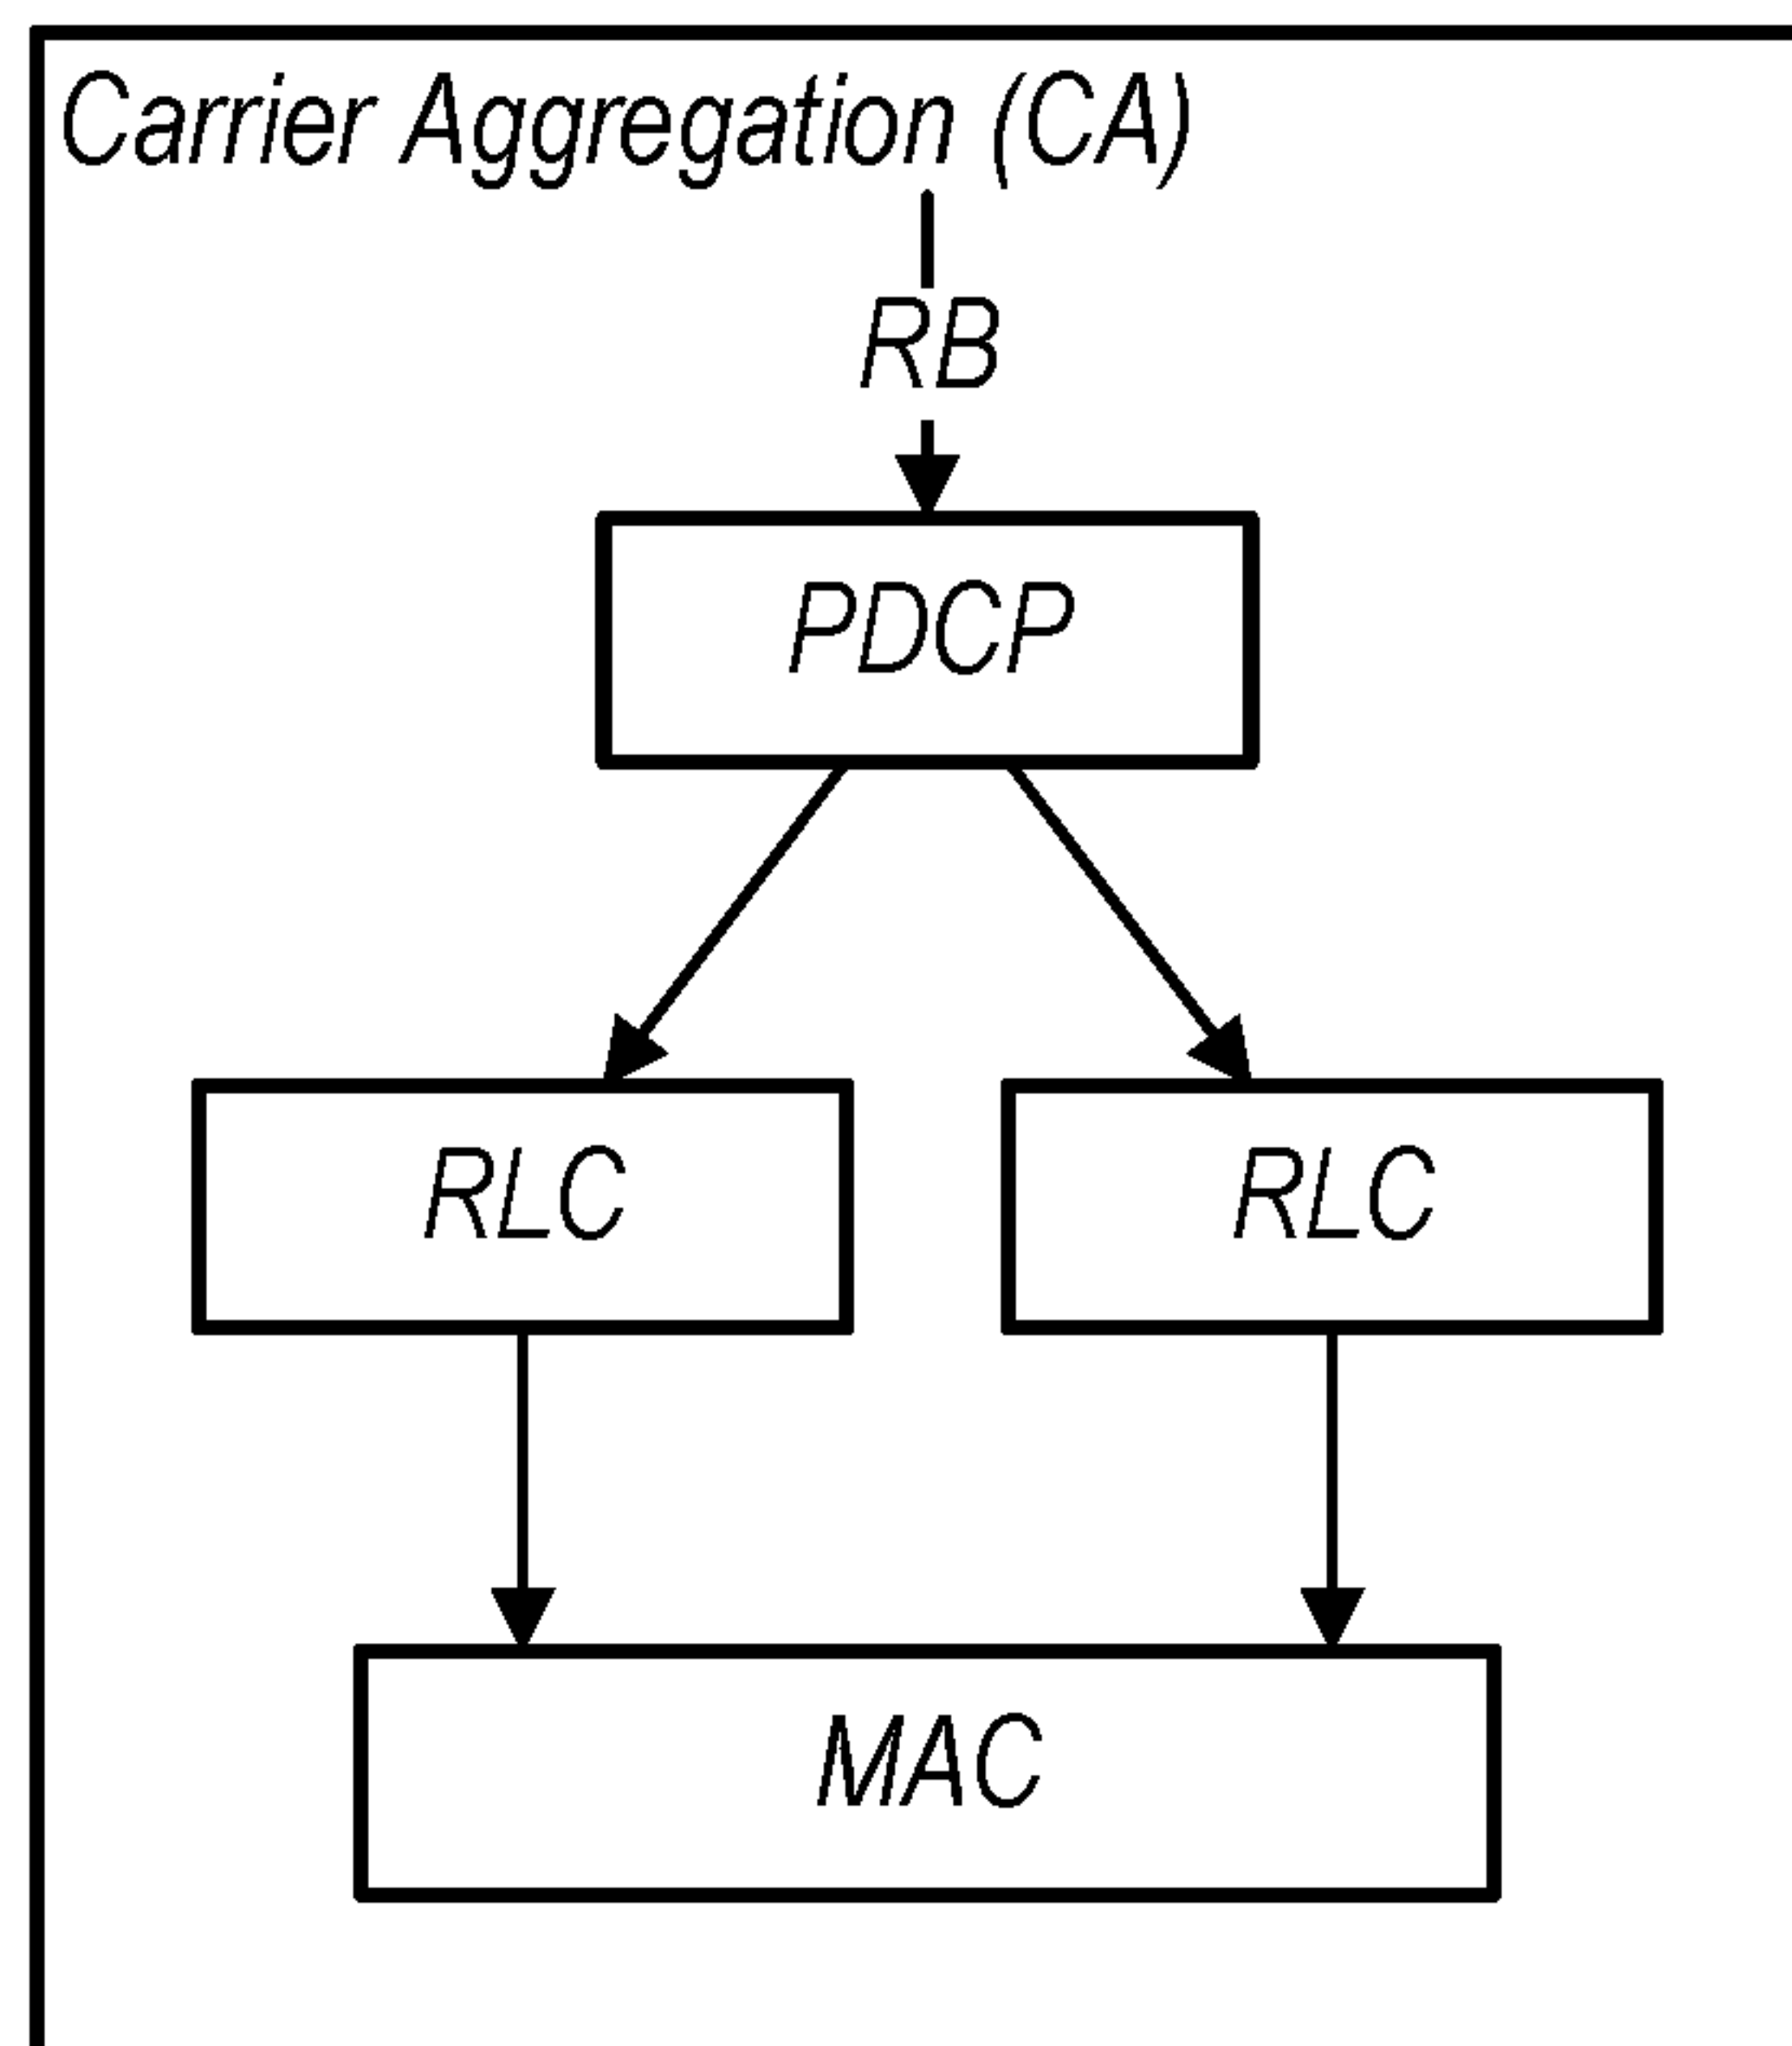 Carrier Aggregation (CA)
RB
PDCP
RLC
RLC
MAC